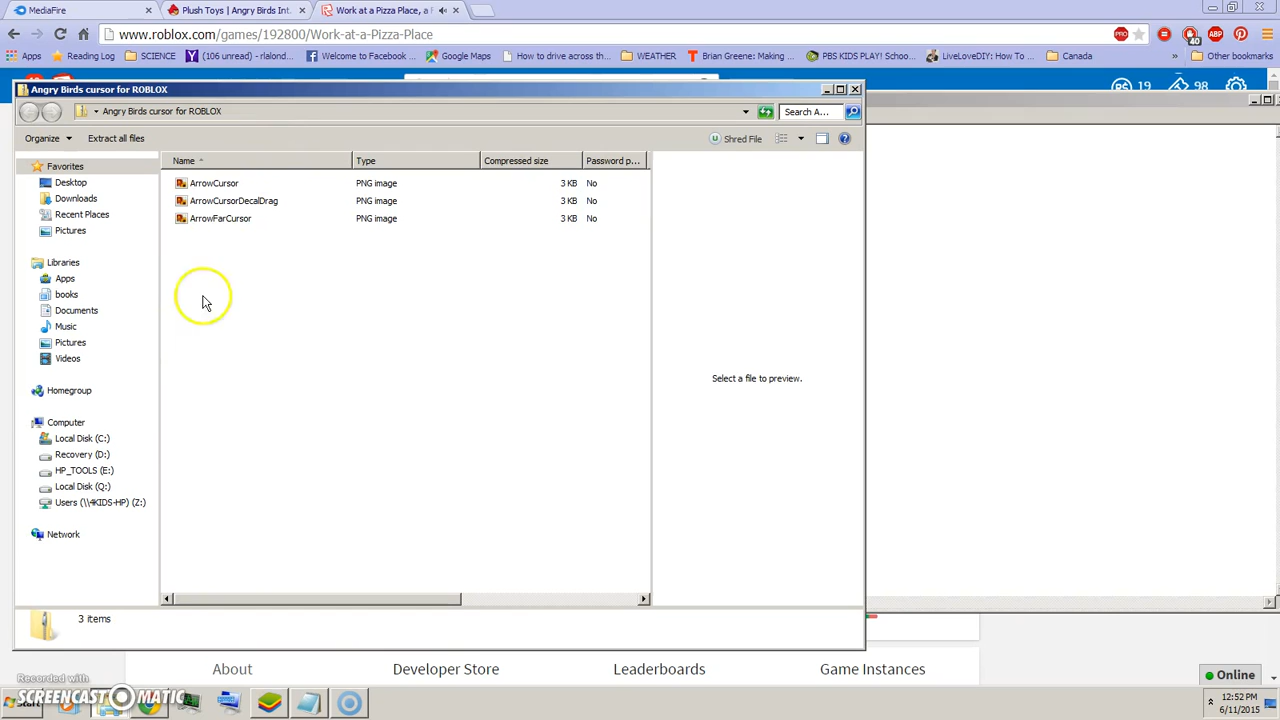 MediaFire
Plush Toys | Angry Birds Int
Work at a Pizza Place, a
www.roblox.com/games/192800/Work-at-a-Pizza-Place
40
ABP
Apps
Reading Log
SCIENCE
(106 unread) - rlalond
Welcome to Facebook
Google Maps
How to drive across th
WEATHER
Brian Greene: Making
PBS KIDS PLAY! Schoo
LiveLoveDIY: How To
Canada
Other bookmarks
R$ 19
98
Angry Birds cursor for ROBLOX
Angry Birds cursor for ROBLOX
Search A...
Organize
Extract all files
Shred File
Name
Type
Compressed size
Password p...
ArrowCursor
PNG image
3 KB
No
ArrowCursorDecalDrag
PNG image
3 KB
No
ArrowFarCursor
PNG image
3 KB
No
Favorites
Desktop
Downloads
Recent Places
Pictures
Libraries
Apps
books
Documents
Music
Pictures
Videos
Homegroup
Computer
Local Disk (C:)
Recovery (D:)
HP_TOOLS (E:)
Local Disk (Q:)
Users (\\4KIDS-HP) (Z:)
Network
Select a file to preview.
3 items
About
Developer Store
Leaderboards
Game Instances
Online
Recorded with
SCREENCAST-O-MATIC
Start
12:52 PM
6/11/2015